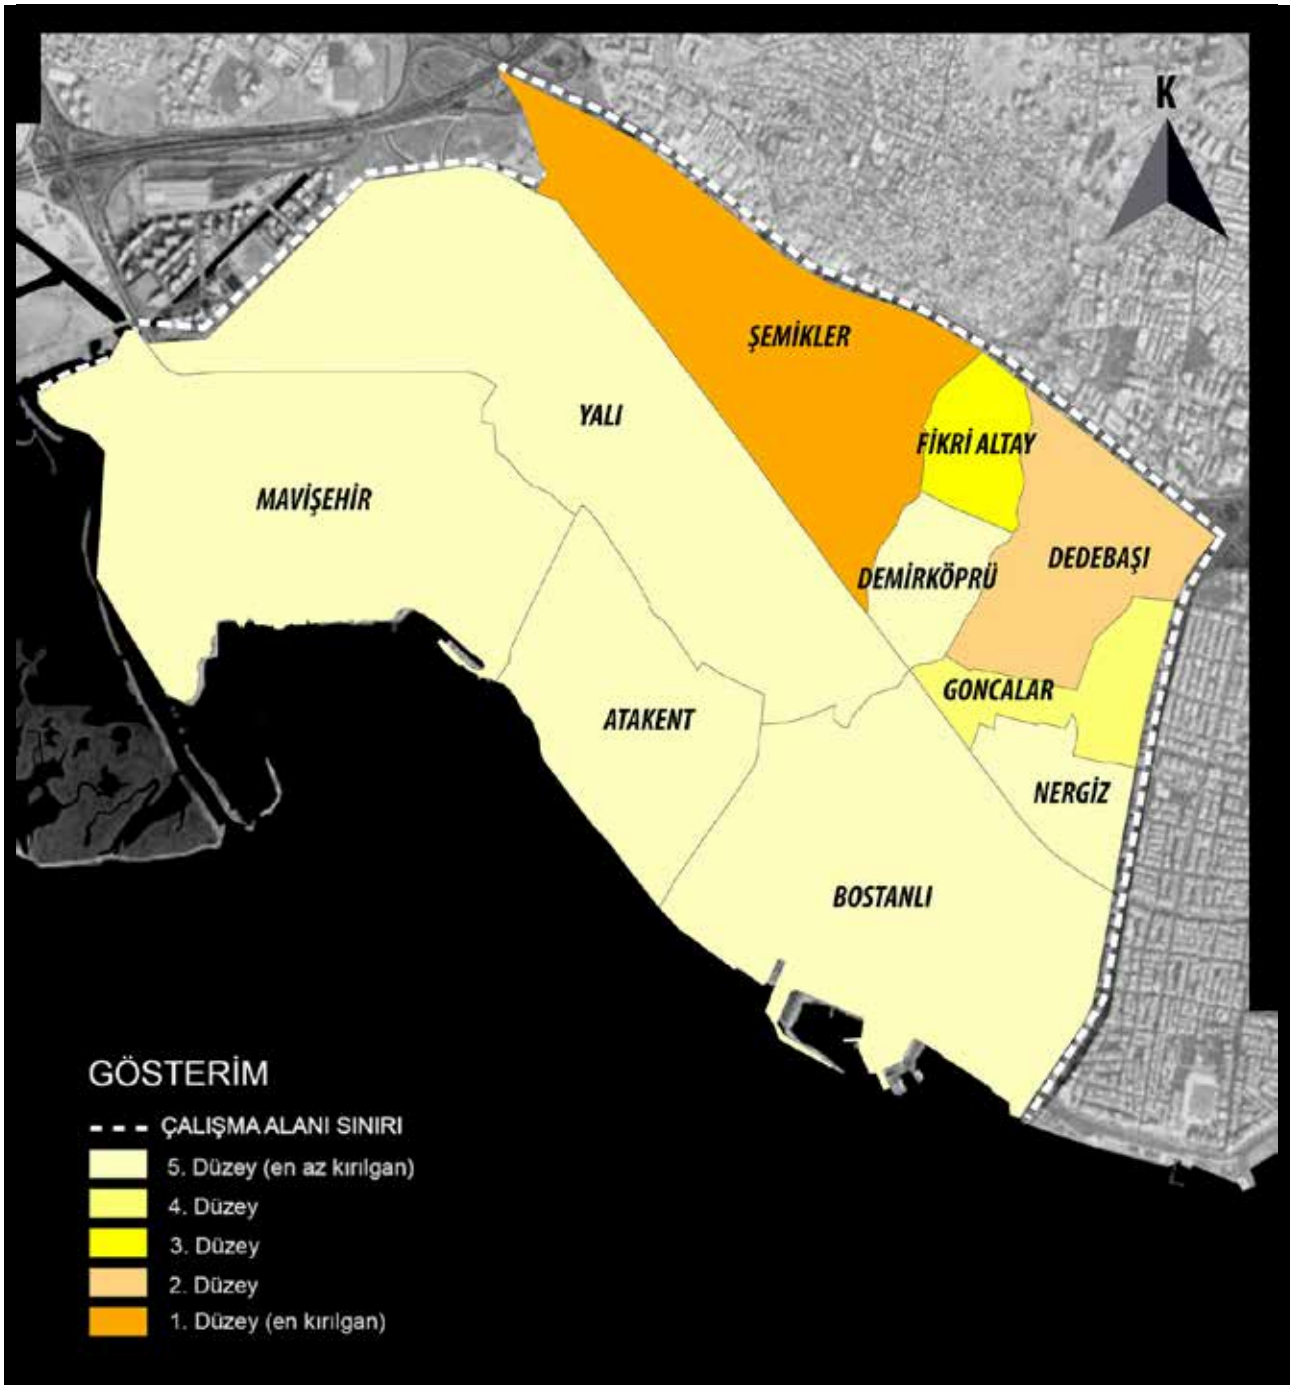 K
ŞEMİKLER
YALI
FİKRİ ALTAY
MAVİŞEHİR
DEDEBAŞI
DEMİRKÖPRÜ
GONCALAR
ATAKENT
NERGİZ
BOSTANLI
GÖSTERİM
ÇALIŞMA ALANI SINIRI
5. Düzey (en az kırılgan)
4. Düzey
3. Düzey
2. Düzey
1. Düzey (en kırılgan)